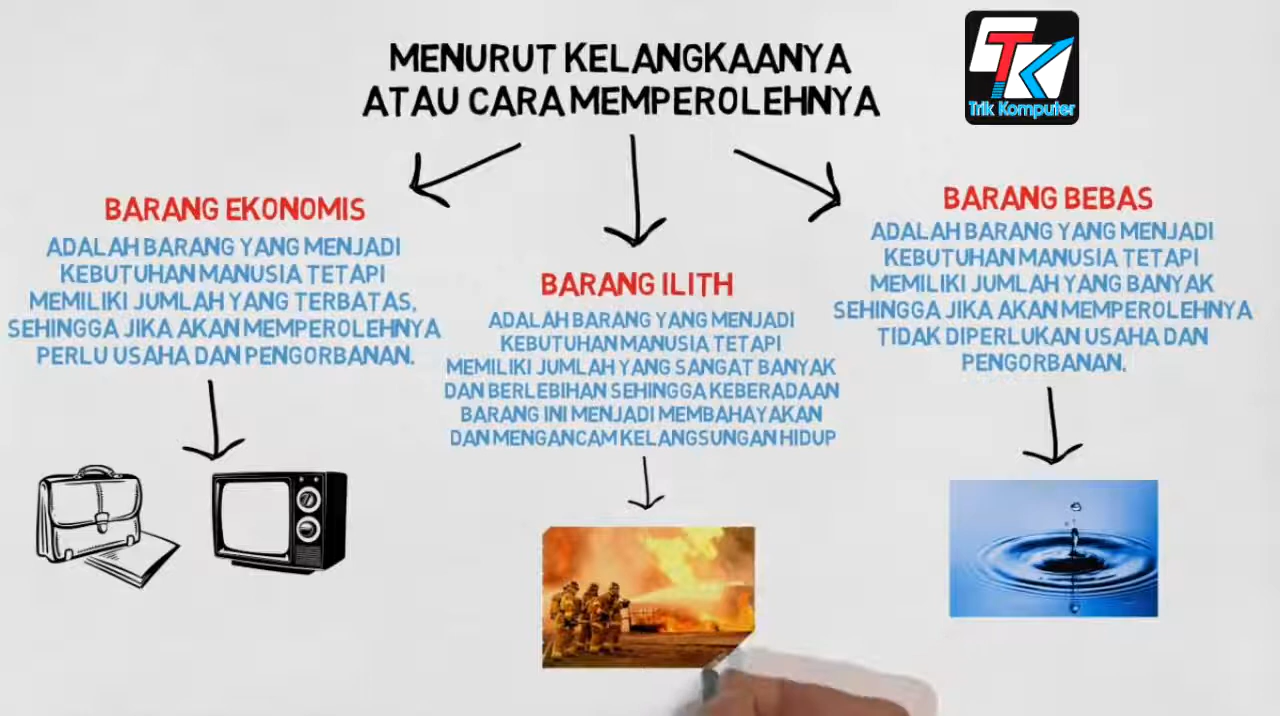 MENURUT KELANGKAANYA
ATAU CARA MEMPEROLEHNYA
TK
Trik Komputer
BARANG EKONOMIS
ADALAH BARANG YANG MENJADI
KEBUTUHAN MANUSIA TETAPI
MEMILIKI JUMLAH YANG TERBATAS,
SEHINGGA JIKA AKAN MEMPEROLEHNYA
PERLU USAHA DAN PENGORBANAN.
BARANG ILITH
ADALAH BARANG YANG MENJADI
KEBUTUHAN MANUSIA TETAPI
MEMILIKI JUMLAH YANG SANGAT BANYAK
DAN BERLEBIHAN SEHINGGA KEBERADAAN
BARANG INI MENJADI MEMBAHAYAKAN
DAN MENGANCAM KELANGSUNGAN HIDUP
BARANG BEBAS
ADALAH BARANG YANG MENJADI
KEBUTUHAN MANUSIA TETAPI
MEMILIKI JUMLAH YANG BANYAK
SEHINGGA JIKA AKAN MEMPEROLEHNYA
TIDAK DIPERLUKAN USAHA DAN
PENGORBANAN.